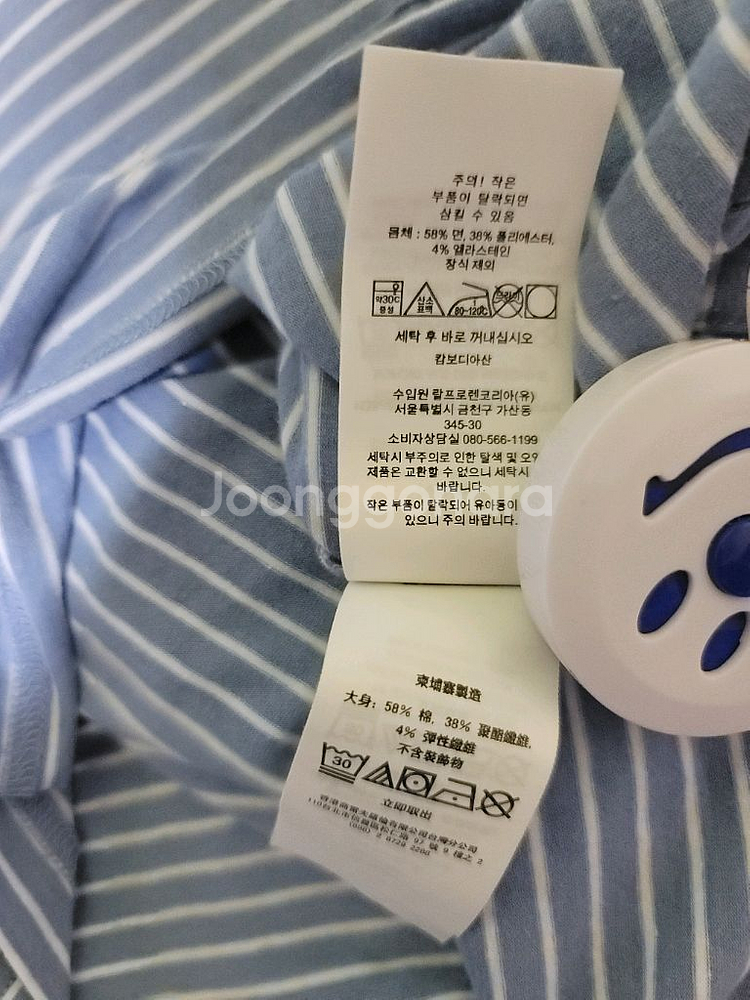 주의! 작은
부품이 탈락되면
삼킬 수 있음
몸체 : 58% 면, 38% 폴리에스터,
4% 엘라스테인
장식 제외
약30℃
중성
산소
표백
80~120℃
드라이
세탁 후 바로 꺼내십시오
캄보디아산
수입원 랄프로렌코리아(유)
서울특별시 금천구 가산동
345-30
소비자상담실 080-566-1199
세탁시 부주의로 인한 탈색 및 오
제품은 교환할 수 없으니 세탁시
바랍니다.
작은 부품이 탈락되어 유아동이
있으니 주의 바랍니다.
Joonggonara
柬埔寨製造
大身: 58% 棉, 38% 聚酯纖維,
4% 彈性纖維
不含裝飾物
30
立即取出